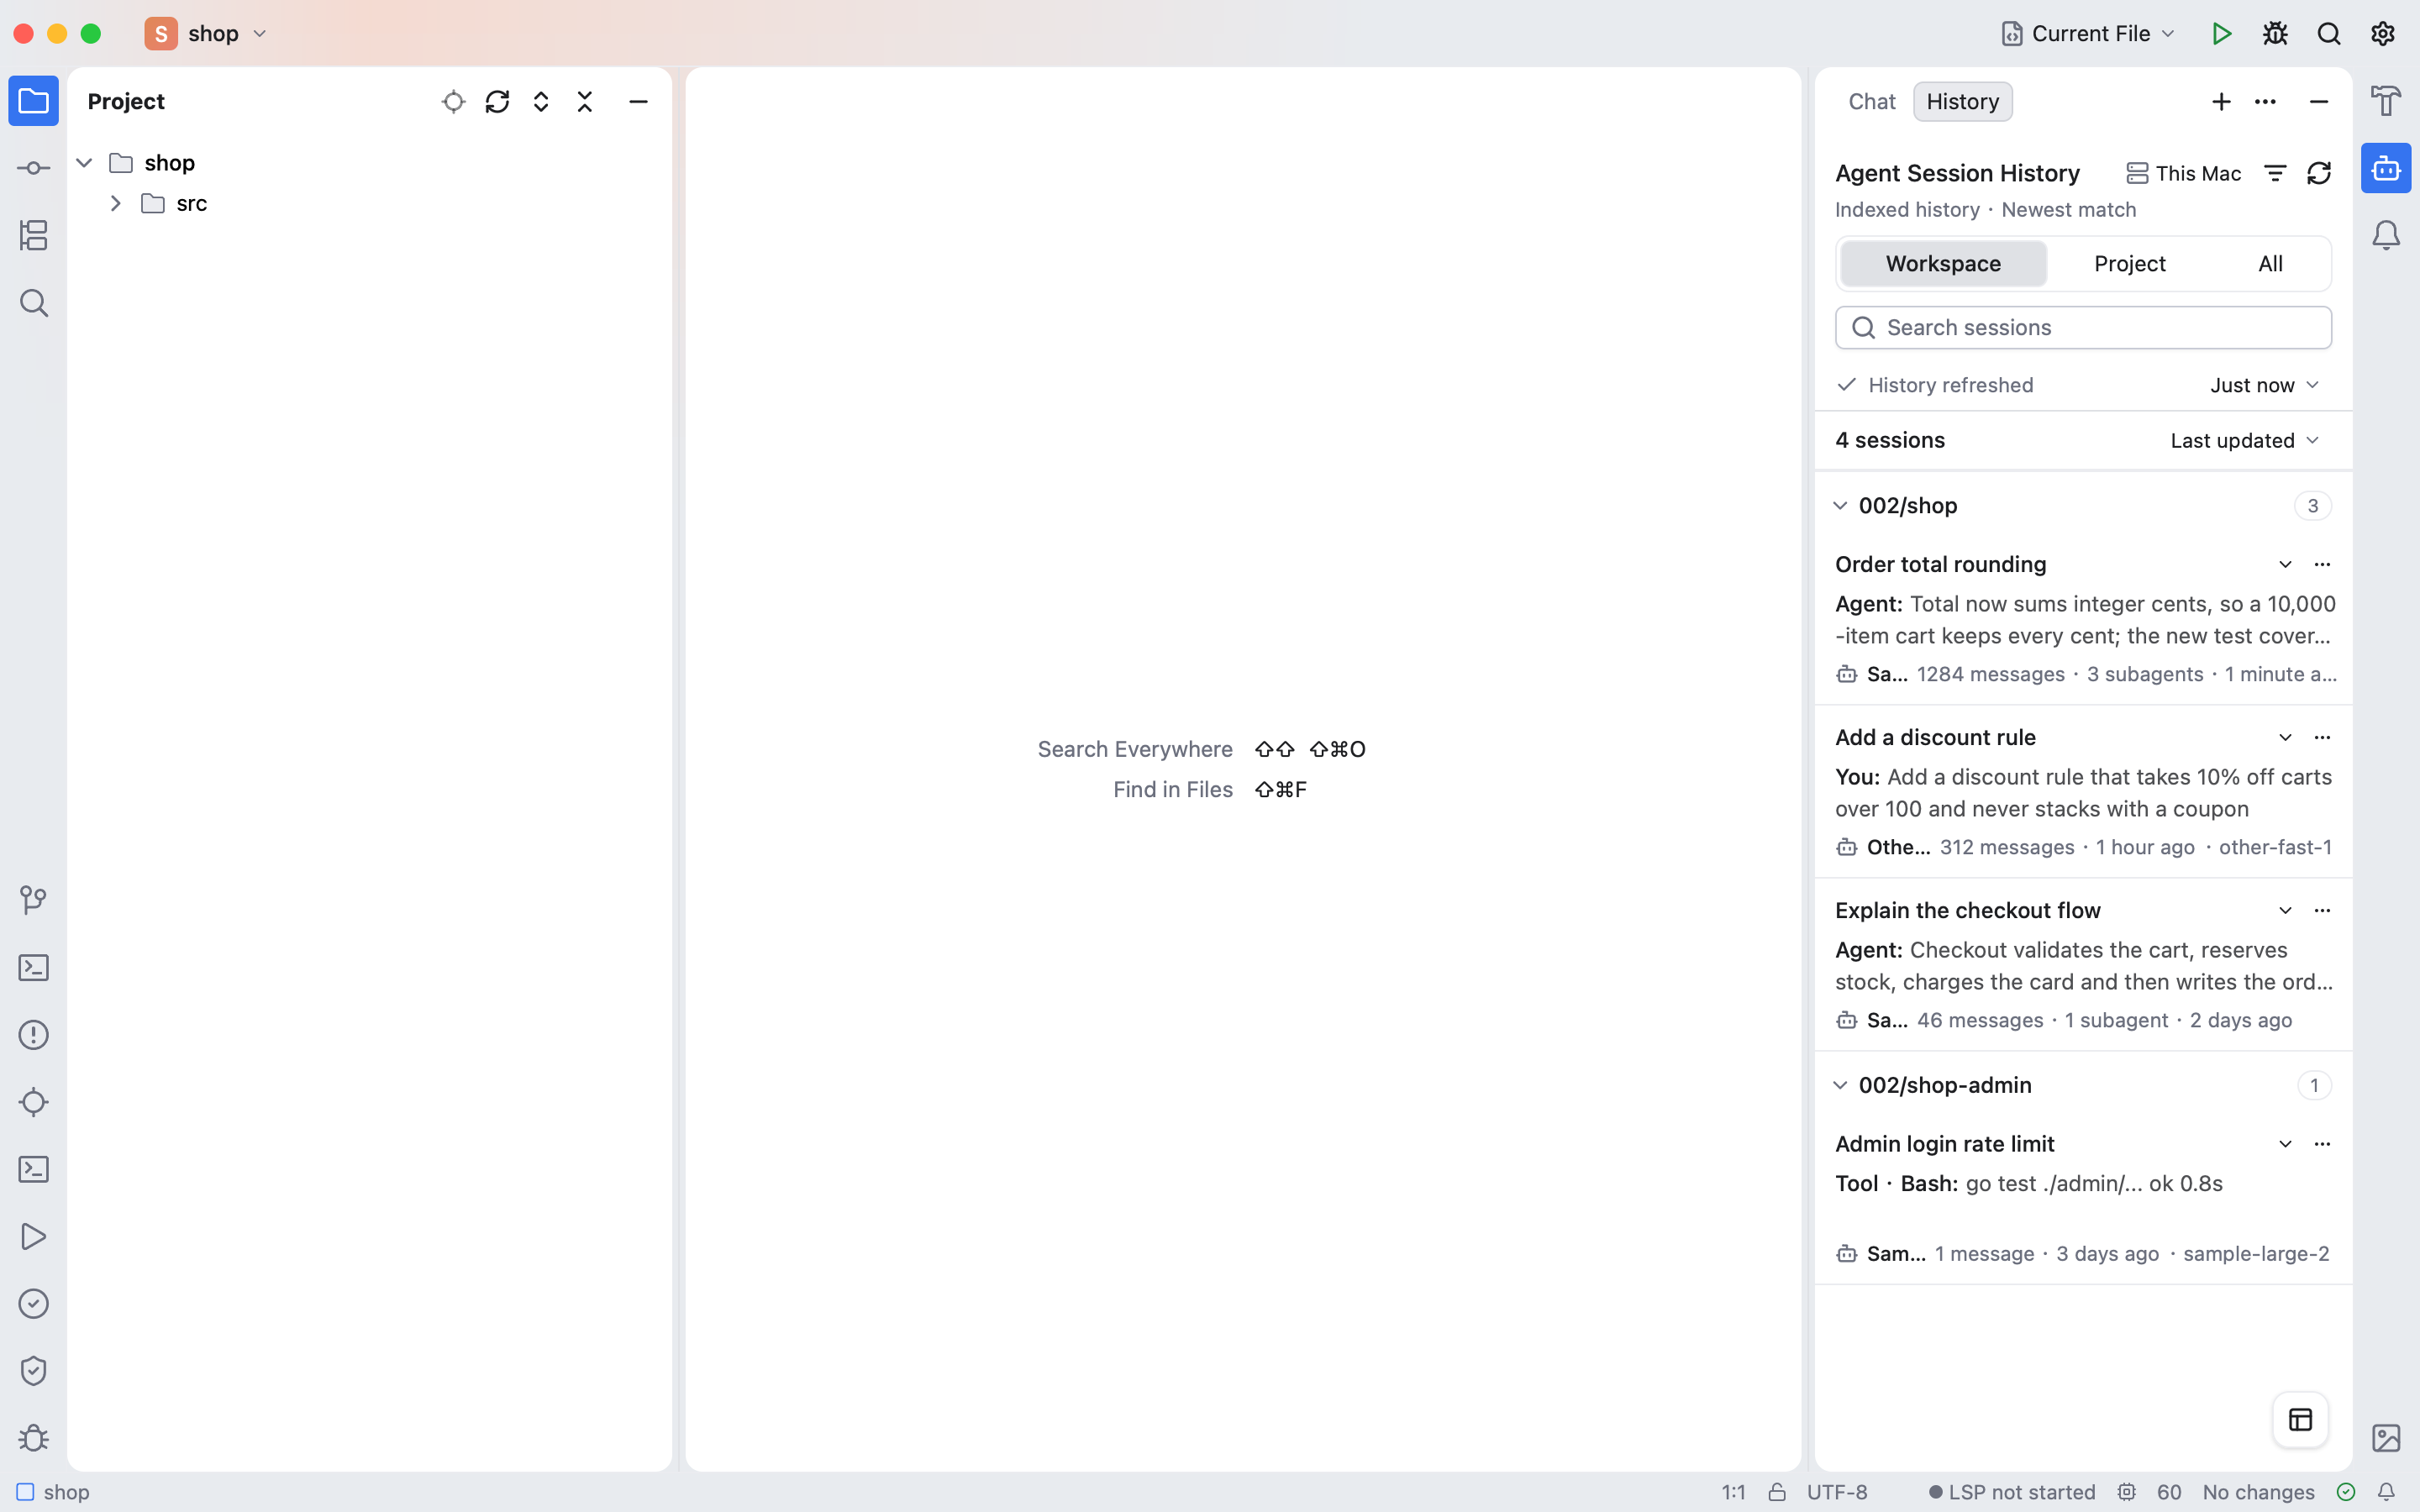 S shop
Current File
Project
shop
src
Search Everywhere ⇧⇧ ⇧⌘O
Find in Files ⇧⌘F
Chat History
Agent Session History This Mac
Indexed history · Newest match
Workspace Project All
Search sessions
History refreshed Just now
4 sessions Last updated
002/shop 3
Order total rounding
Agent: Total now sums integer cents, so a 10,000
-item cart keeps every cent; the new test cover...
Sa... 1284 messages · 3 subagents · 1 minute a...
Add a discount rule
You: Add a discount rule that takes 10% off carts
over 100 and never stacks with a coupon
Othe... 312 messages · 1 hour ago · other-fast-1
Explain the checkout flow
Agent: Checkout validates the cart, reserves
stock, charges the card and then writes the ord...
Sa... 46 messages · 1 subagent · 2 days ago
002/shop-admin 1
Admin login rate limit
Tool · Bash: go test ./admin/... ok 0.8s
Sam... 1 message · 3 days ago · sample-large-2
shop 1:1 UTF-8 LSP not started 60 No changes